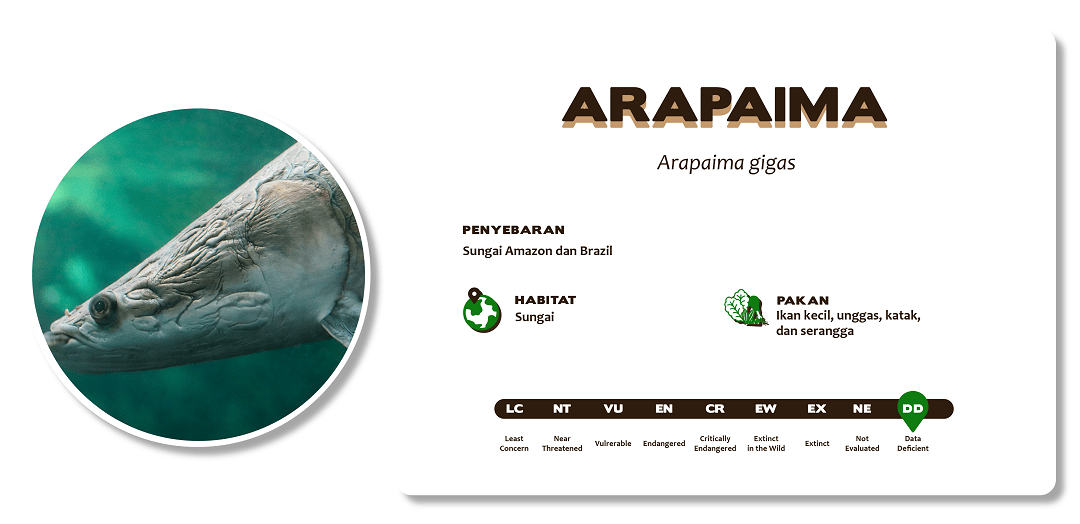 ARAPAIMA
Arapaima gigas
PENYEBARAN
Sungai Amazon dan Brazil
HABITAT
Sungai
PAKAN
Ikan kecil, unggas, katak,
dan serangga
LC NT VU EN CR EW EX NE DD
Least Concern
Near Threatened
Vulrerable
Endangered
Critically Endangered
Extinct in the Wild
Extinct
Not Evaluated
Data Deficient